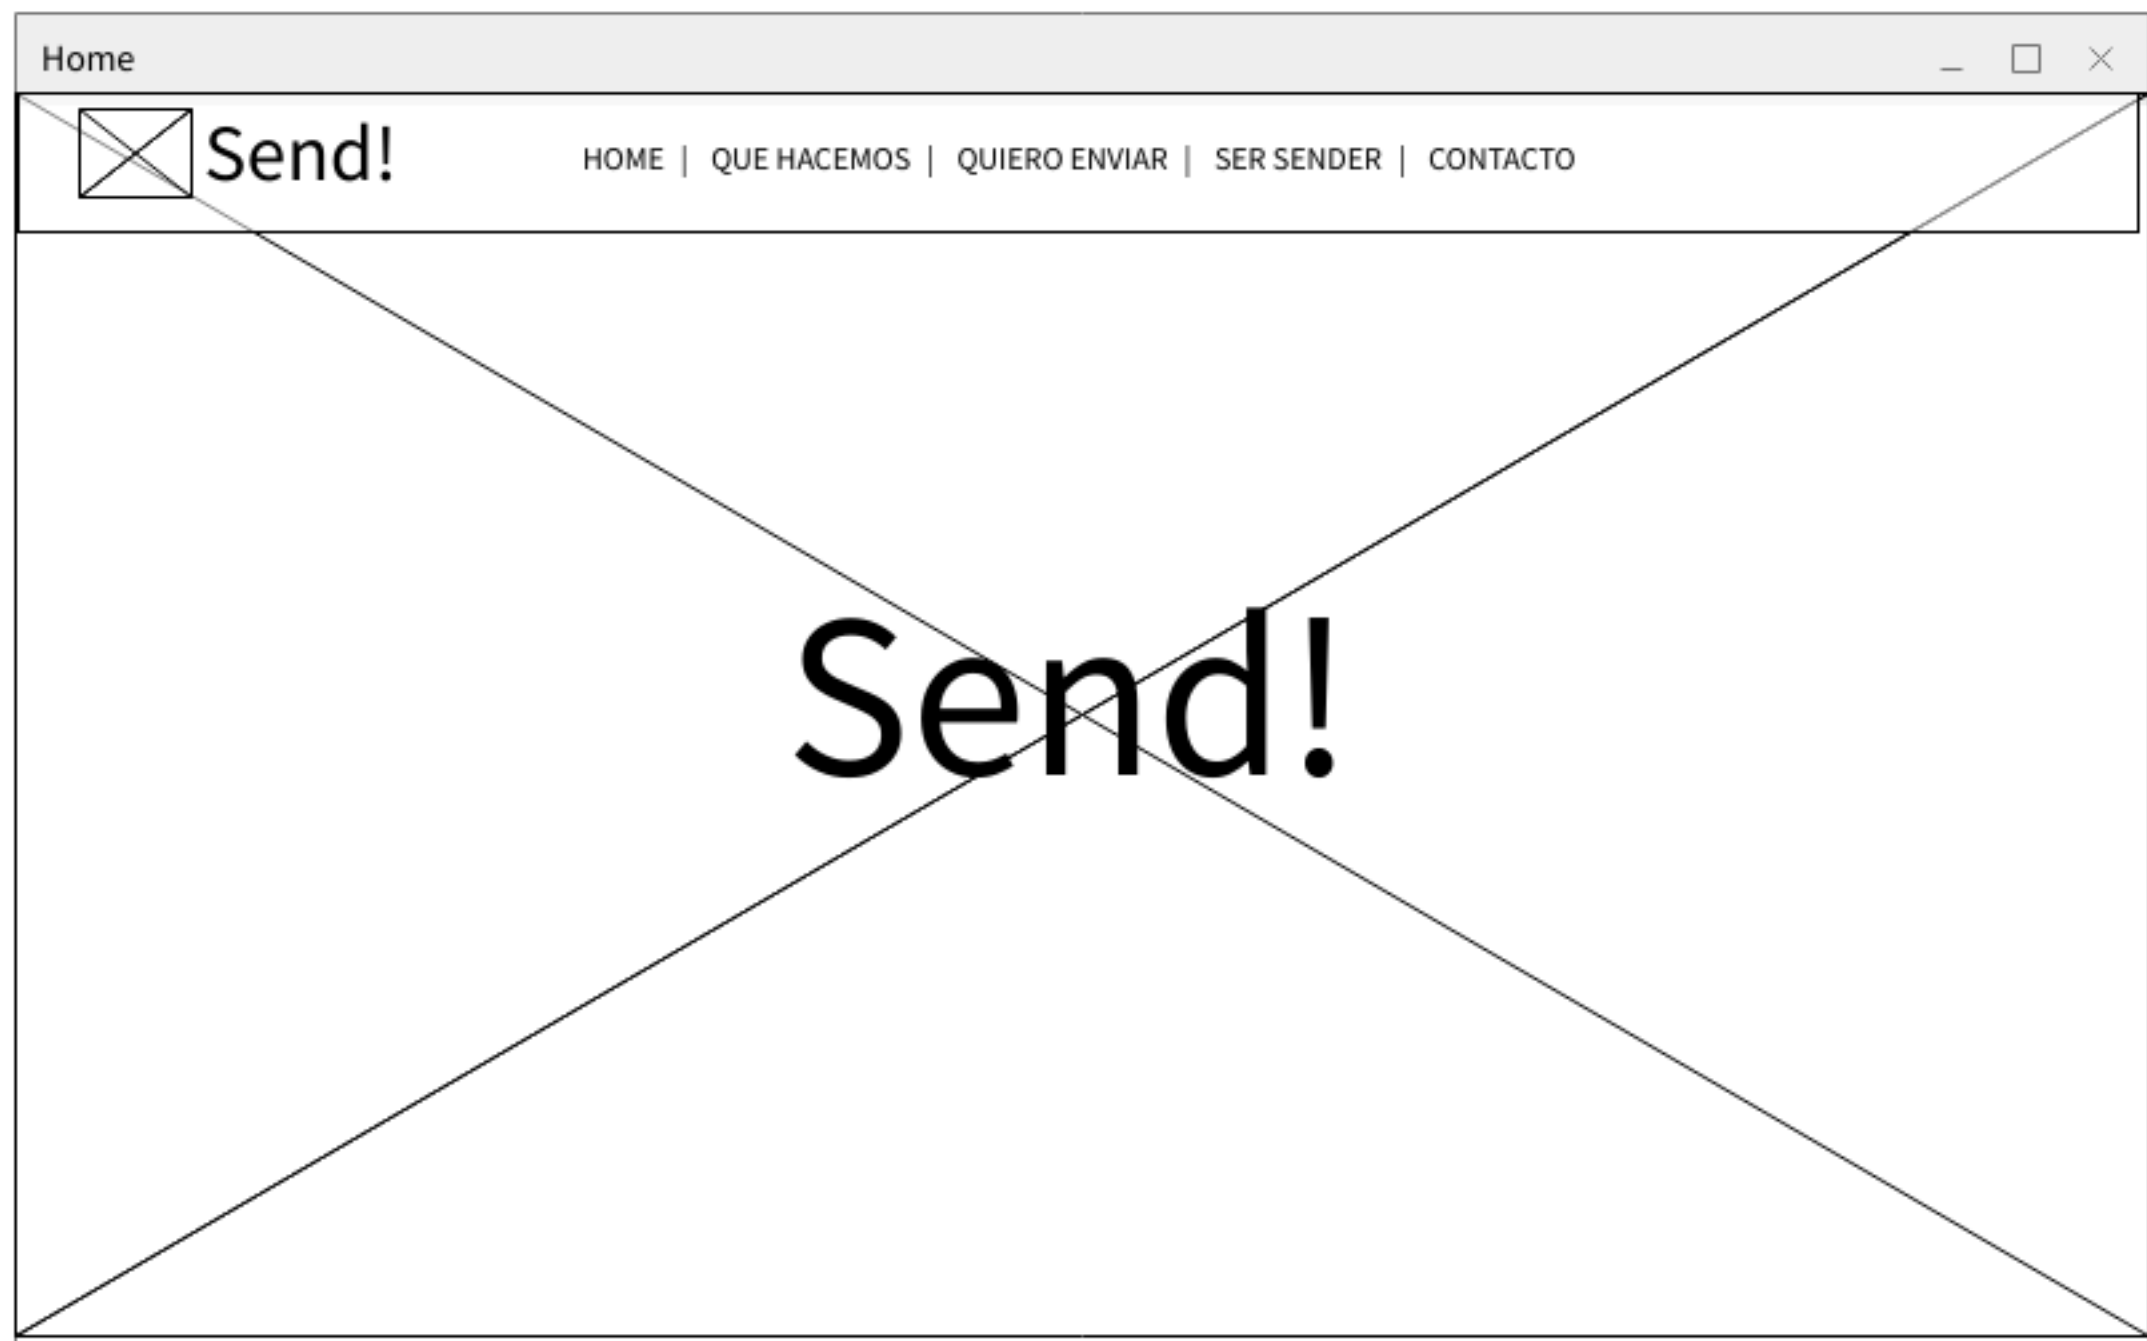 Home
Send!
HOME | QUE HACEMOS | QUIERO ENVIAR | SER SENDER | CONTACTO
Send!